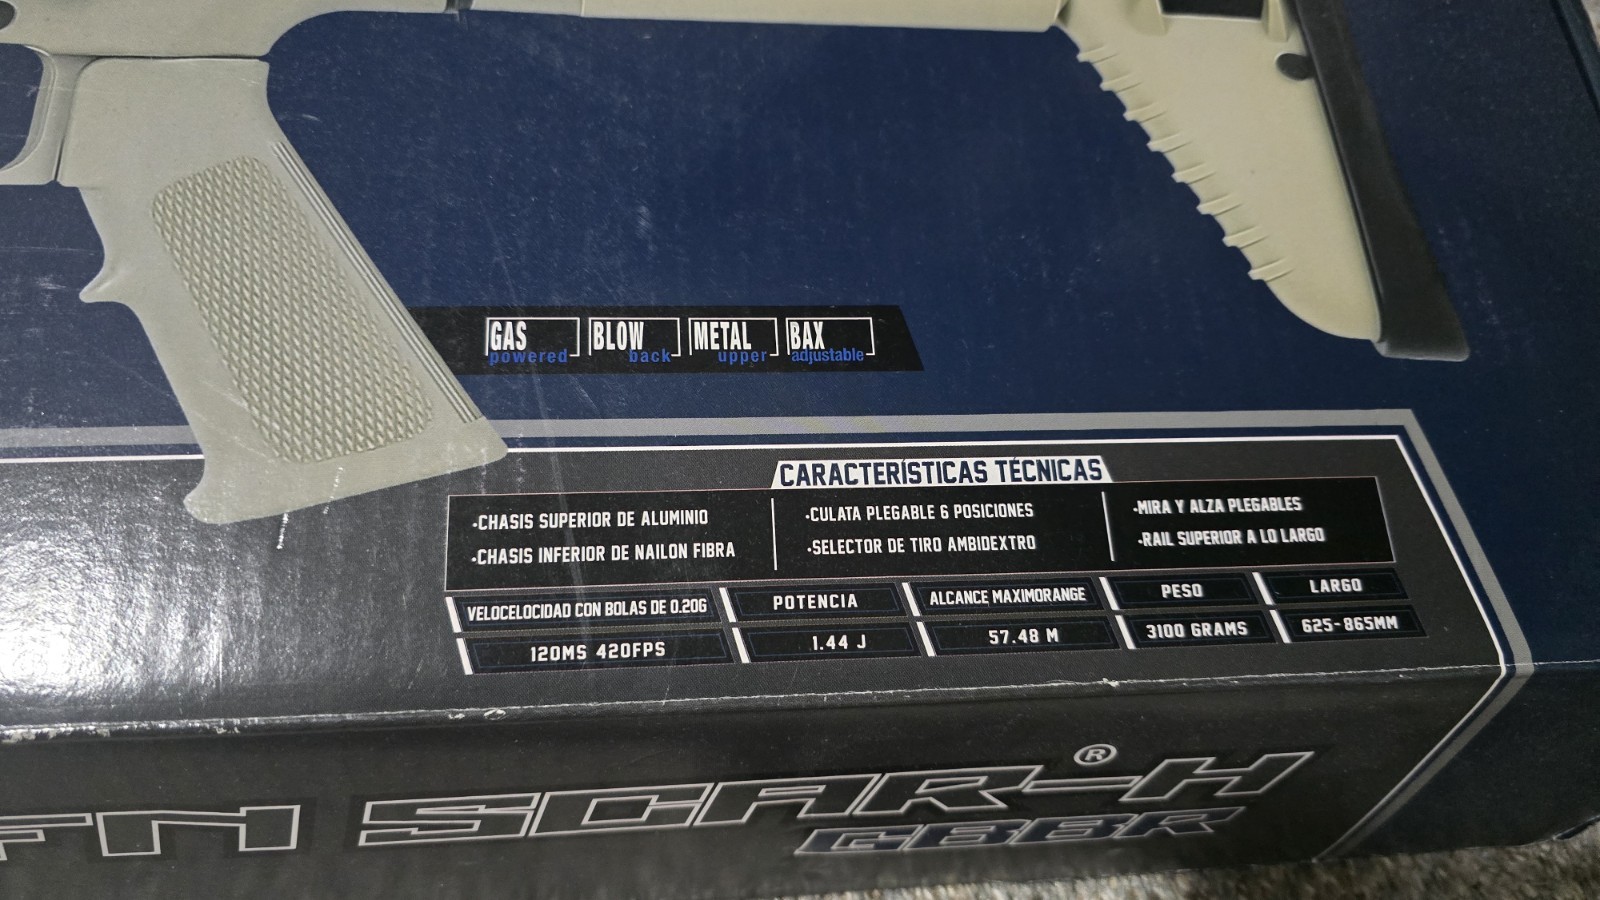 GAS powered
BLOW back
METAL upper
BAX adjustable
CARACTERÍSTICAS TÉCNICAS
·CHASIS SUPERIOR DE ALUMINIO
·CHASIS INFERIOR DE NAILON FIBRA
·CULATA PLEGABLE 6 POSICIONES
·SELECTOR DE TIRO AMBIDEXTRO
·MIRA Y ALZA PLEGABLES
·RAIL SUPERIOR A LO LARGO
VELOCELOCIDAD CON BOLAS DE 0.20G
POTENCIA
ALCANCE MAXIMORANGE
PESO
LARGO
120MS 420FPS
1.44 J
57.48 M
3100 GRAMS
625-865MM
FN SCAR-H®
GBBR